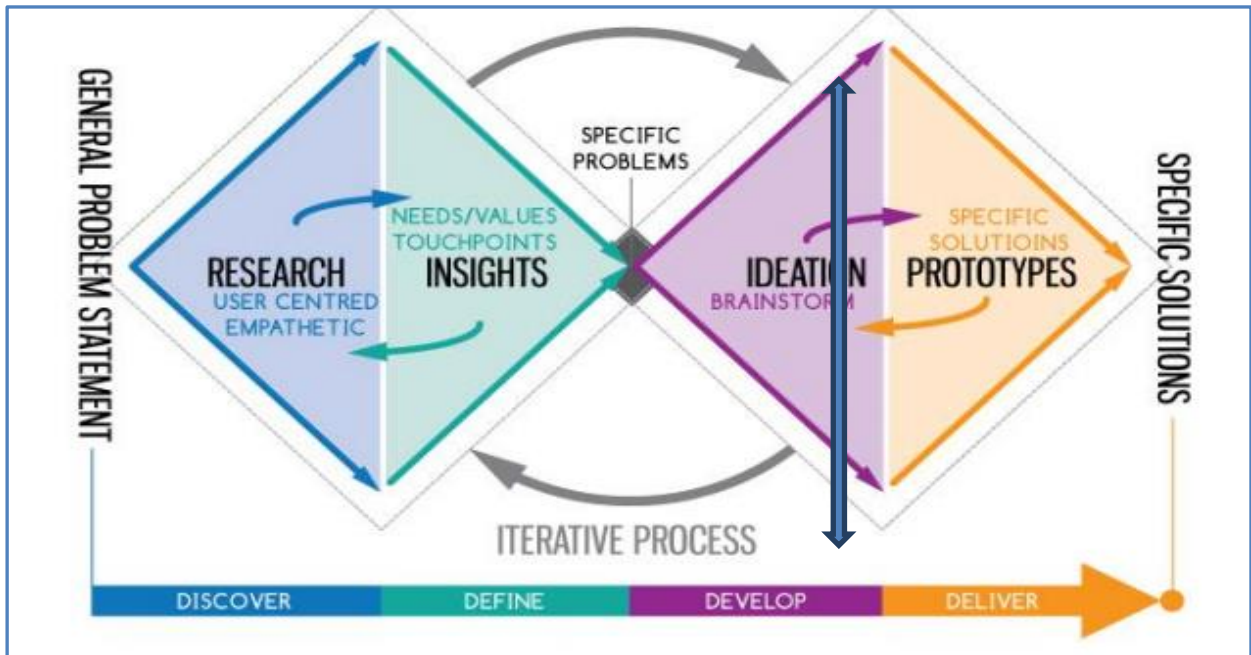 GENERAL PROBLEM STATEMENT
RESEARCH
USER CENTRED
EMPATHETIC
NEEDS/VALUES
TOUCHPOINTS
INSIGHTS
SPECIFIC
PROBLEMS
IDEATION
BRAINSTORM
SPECIFIC
SOLUTIOINS
PROTOTYPES
SPECIFIC SOLUTIONS
ITERATIVE PROCESS
DISCOVER
DEFINE
DEVELOP
DELIVER